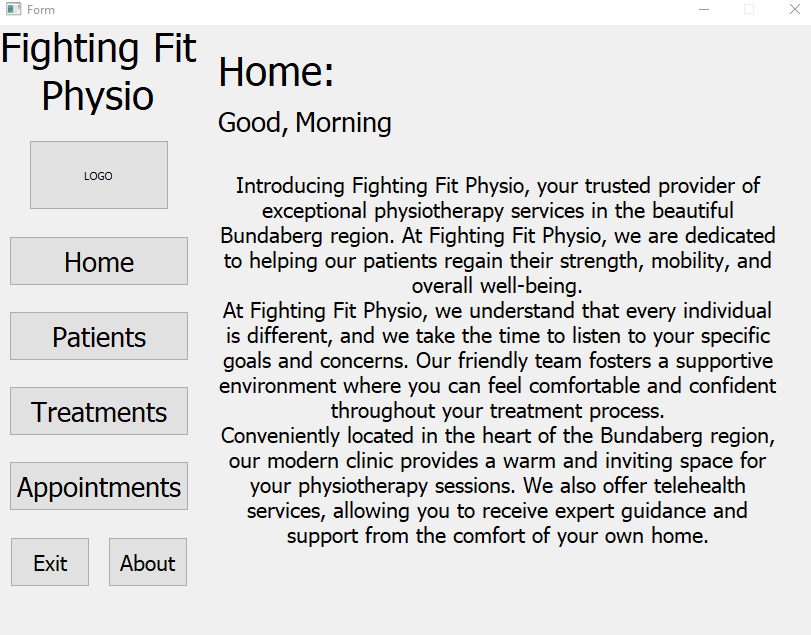 Form
Fighting Fit
Physio
LOGO
Home
Patients
Treatments
Appointments
Exit
About
Home:
Good, Morning
Introducing Fighting Fit Physio, your trusted provider of
exceptional physiotherapy services in the beautiful
Bundaberg region. At Fighting Fit Physio, we are dedicated
to helping our patients regain their strength, mobility, and
overall well-being.
At Fighting Fit Physio, we understand that every individual
is different, and we take the time to listen to your specific
goals and concerns. Our friendly team fosters a supportive
environment where you can feel comfortable and confident
throughout your treatment process.
Conveniently located in the heart of the Bundaberg region,
our modern clinic provides a warm and inviting space for
your physiotherapy sessions. We also offer telehealth
services, allowing you to receive expert guidance and
support from the comfort of your own home.